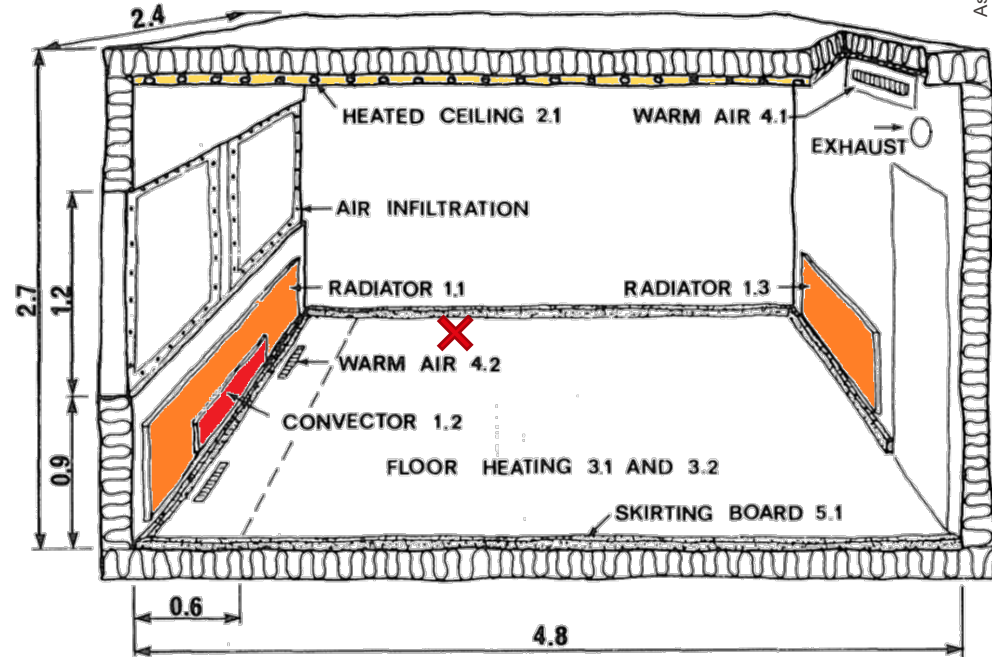 2.4
As
HEATED CEILING 2.1
WARM AIR 4.1
EXHAUST
AIR INFILTRATION
2.7
1.2
RADIATOR 1.1
RADIATOR 1.3
WARM AIR 4.2
CONVECTOR 1.2
0.9
FLOOR HEATING 3.1 AND 3.2
SKIRTING BOARD 5.1
0.6
4.8